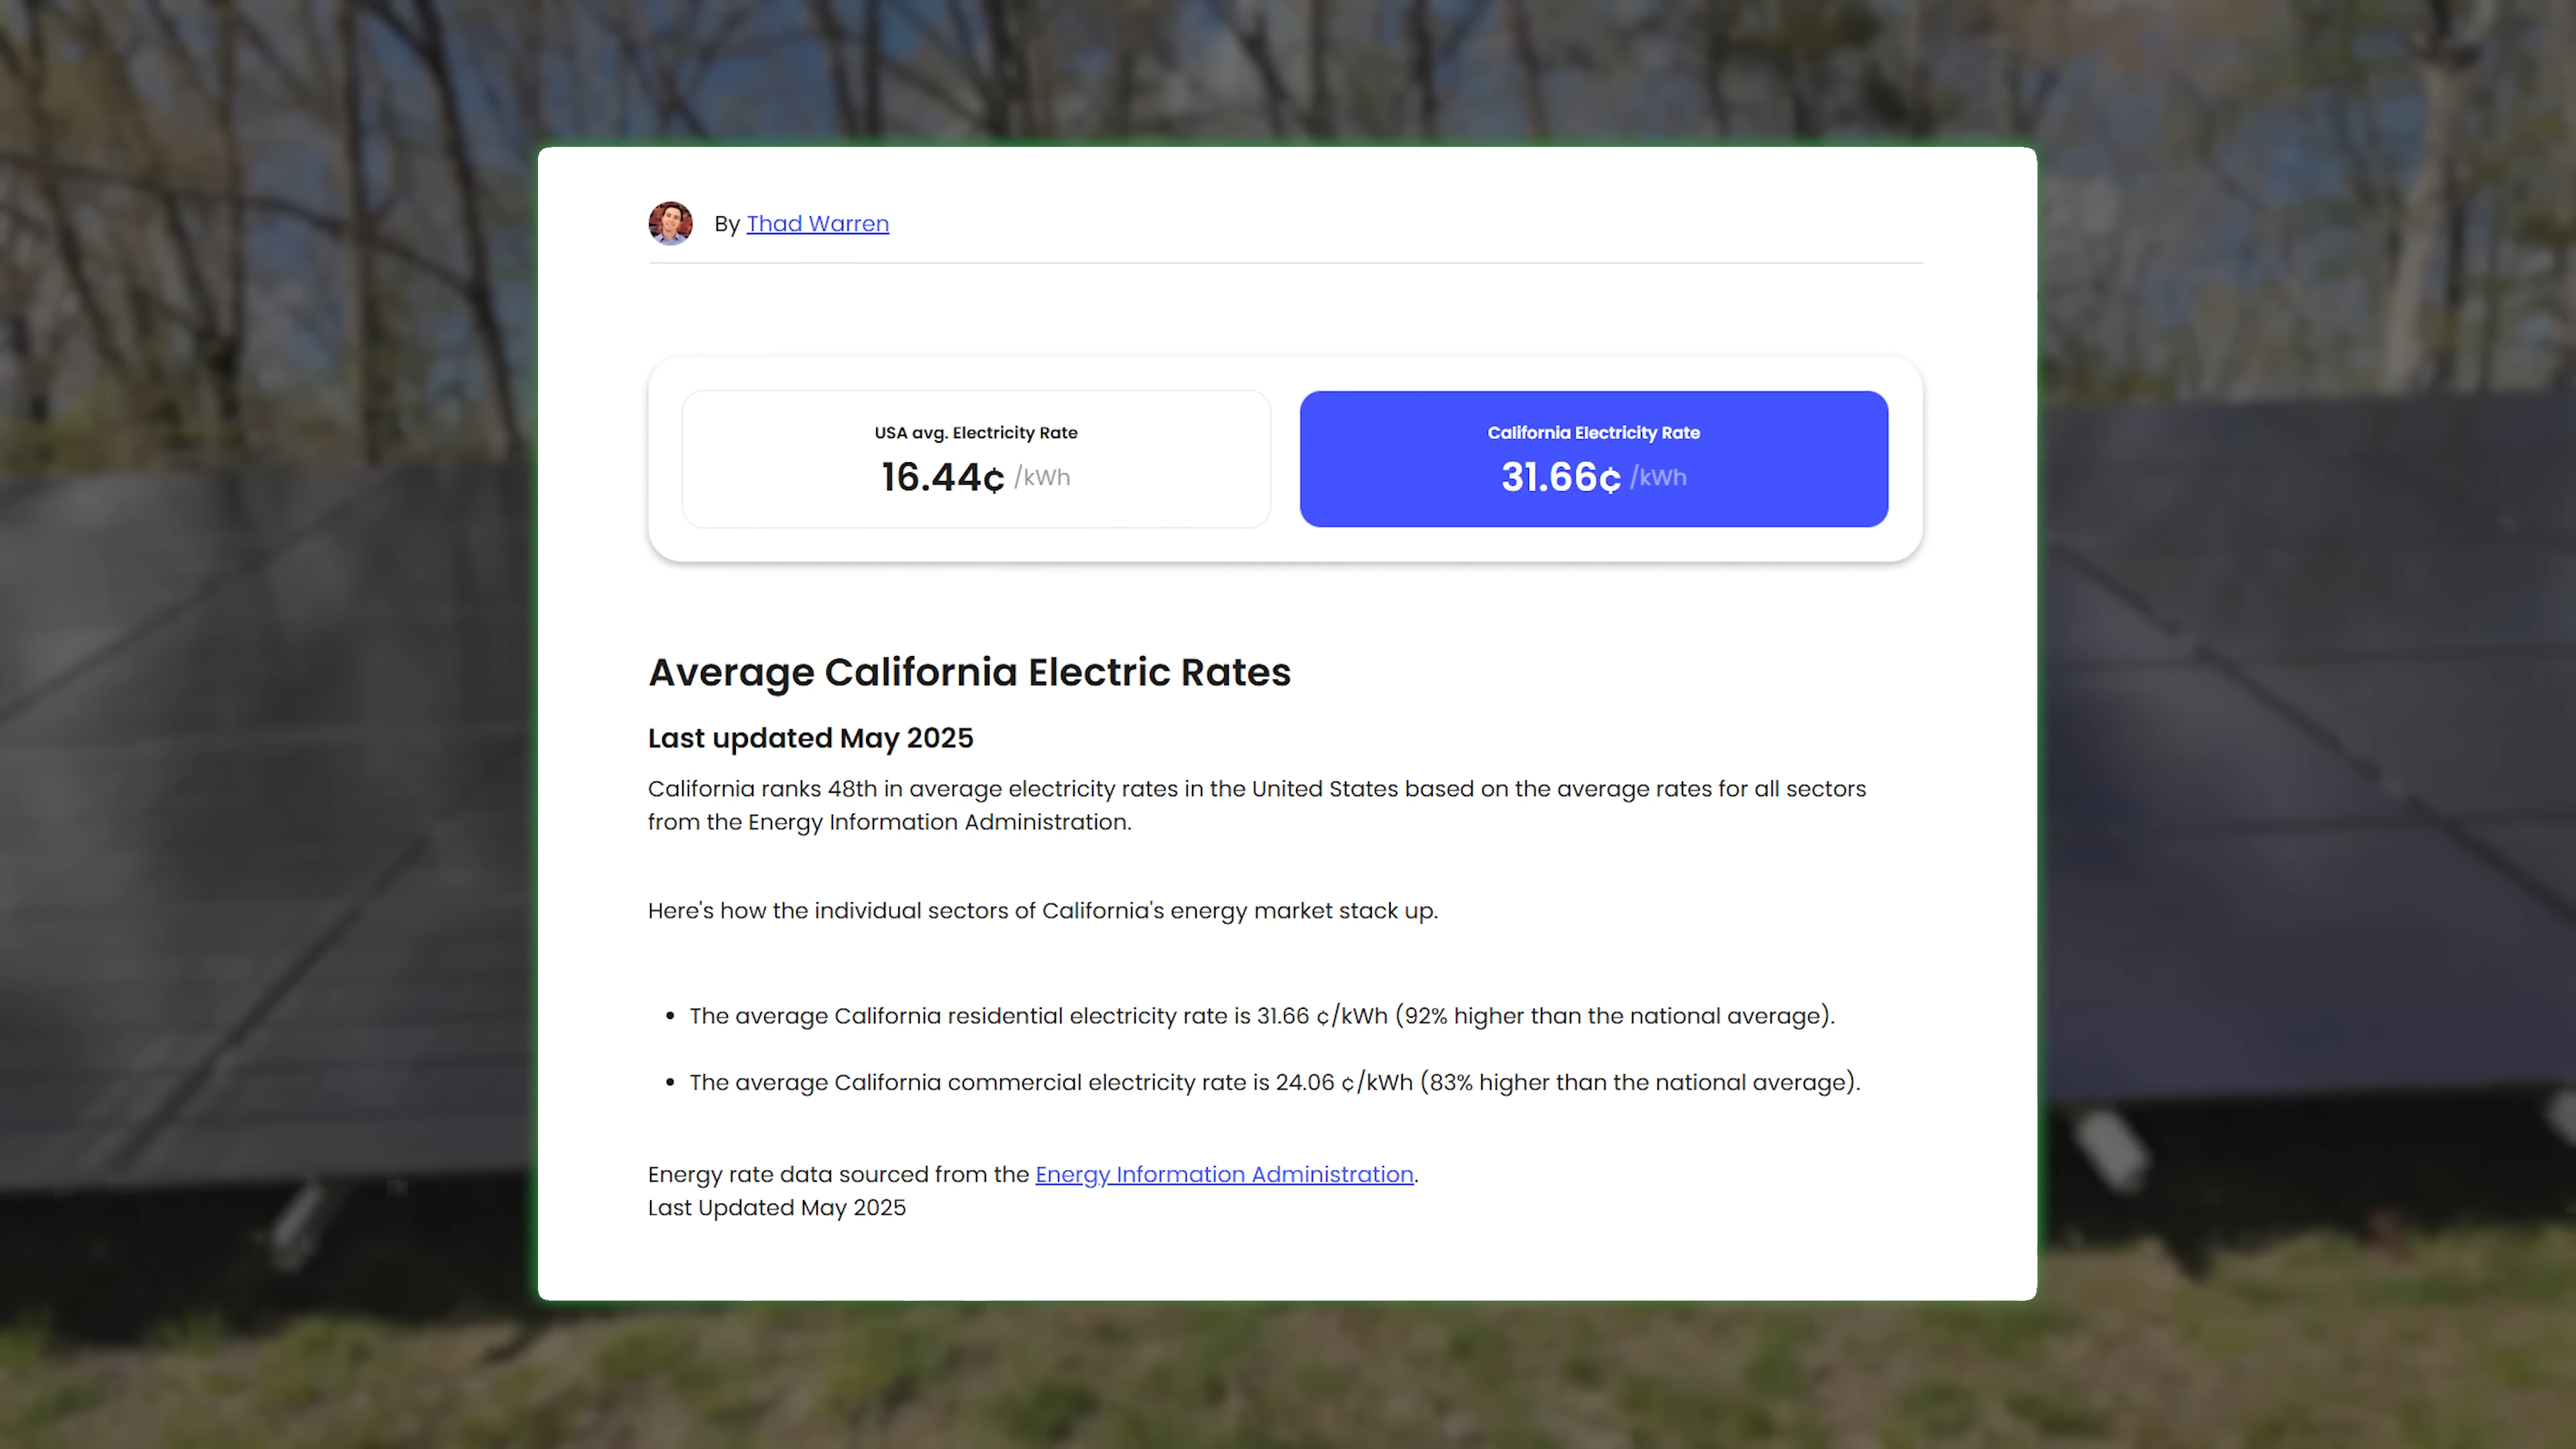 By Thad Warren
USA avg. Electricity Rate
16.44¢ /kWh
California Electricity Rate
31.66¢ /kWh
Average California Electric Rates
Last updated May 2025
California ranks 48th in average electricity rates in the United States based on the average rates for all sectors
from the Energy Information Administration.
Here's how the individual sectors of California's energy market stack up.
• The average California residential electricity rate is 31.66 ¢/kWh (92% higher than the national average).
• The average California commercial electricity rate is 24.06 ¢/kWh (83% higher than the national average).
Energy rate data sourced from the Energy Information Administration.
Last Updated May 2025